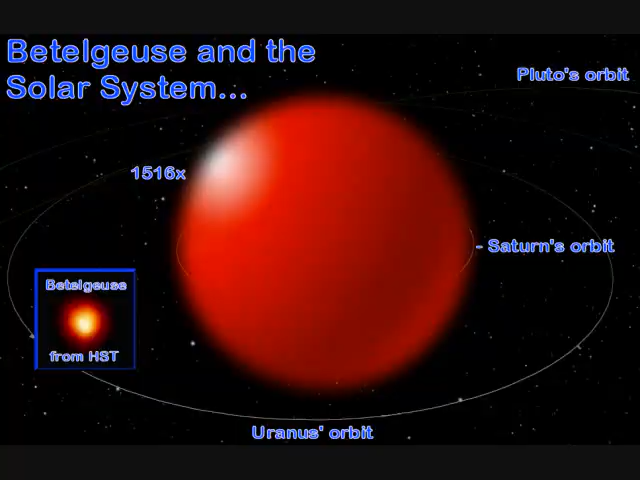 Betelgeuse and the
Solar System...
Pluto's orbit
1516x
- Saturn's orbit
Betelgeuse
from HST
Uranus' orbit